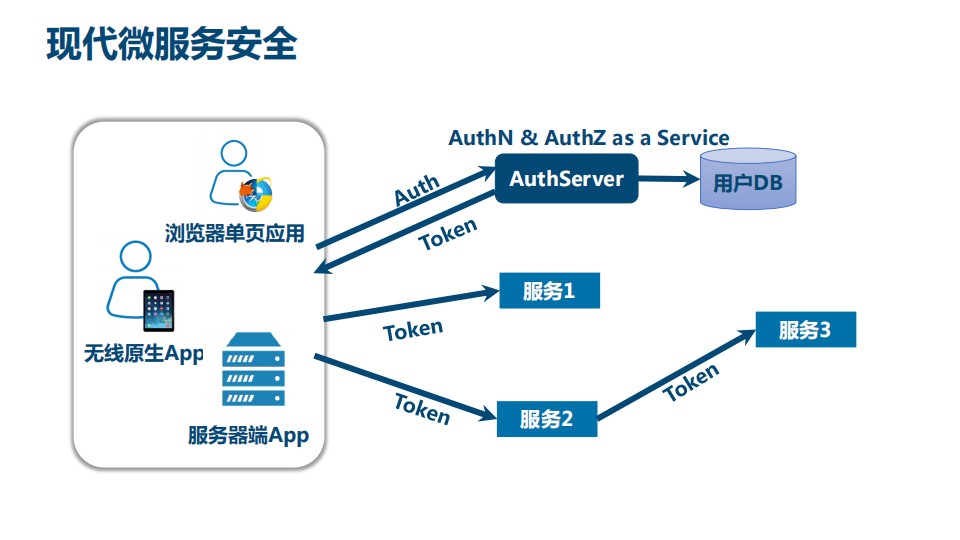 现代微服务安全
AuthN & AuthZ as a Service
AuthServer
用户DB
Auth
Token
浏览器单页应用
服务1
Token
无线原生App
服务3
Token
Token
服务2
服务器端App